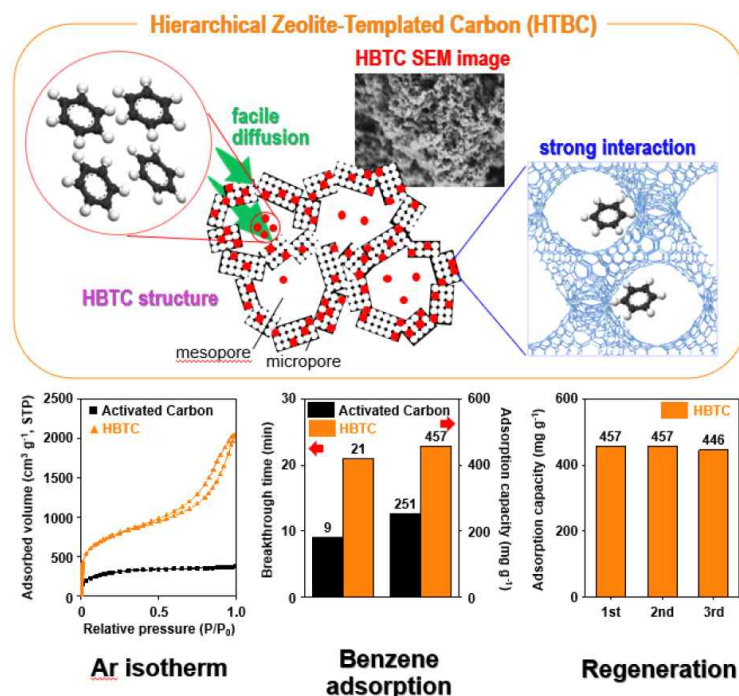 Hierarchical Zeolite-Templated Carbon (HTBC)
HBTC SEM image
facile
diffusion
strong interaction
HBTC structure
mesopore
micropore
Adsorbed volume (cm³ g⁻¹, STP)
2500
2000
1500
1000
500
0
Activated Carbon
HBTC
0
0.5
1.0
Relative pressure (P/P₀)
Ar isotherm
Breakthrough time (min)
30
20
10
0
Activated Carbon
HBTC
9
21
251
457
600
400
200
0
Adsorption capacity (mg g⁻¹)
Benzene
adsorption
Adsorption capacity (mg g⁻¹)
600
400
200
0
HBTC
457
457
446
1st
2nd
3rd
Regeneration